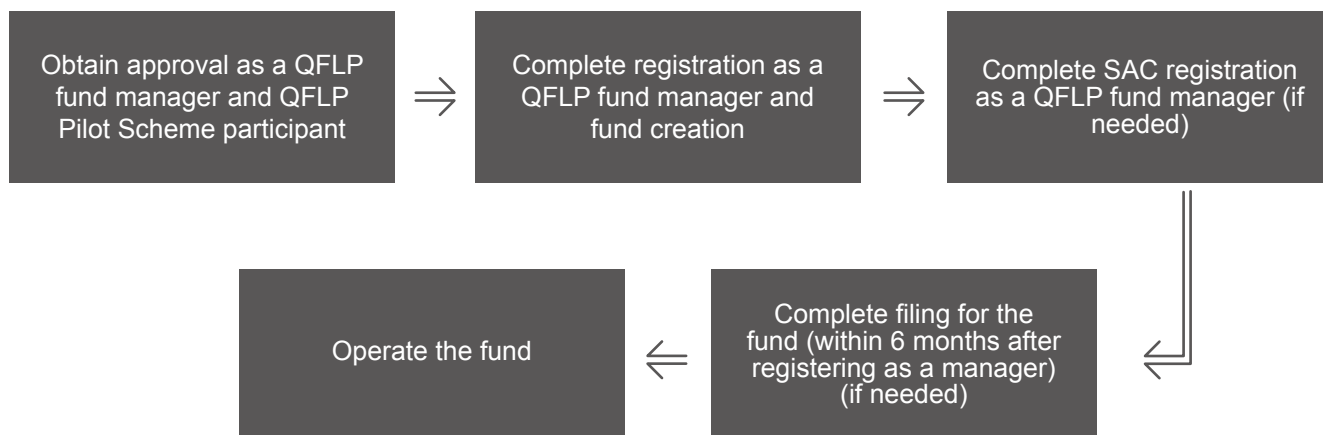 Obtain approval as a QFLP
fund manager and QFLP
Pilot Scheme participant
Complete registration as a
QFLP fund manager and
fund creation
Complete SAC registration
as a QFLP fund manager (if
needed)
Complete filing for the
fund (within 6 months after
registering as a manager)
(if needed)
Operate the fund